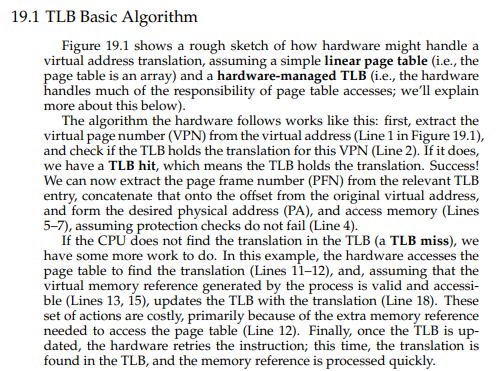 19.1 TLB Basic Algorithm
Figure 19.1 shows a rough sketch of how hardware might handle a
virtual address translation, assuming a simple linear page table (i.e., the
page table is an array) and a hardware-managed TLB (i.e., the hardware
handles much of the responsibility of page table accesses; we'll explain
more about this below).
The algorithm the hardware follows works like this: first, extract the
virtual page number (VPN) from the virtual address (Line 1 in Figure 19.1),
and check if the TLB holds the translation for this VPN (Line 2). If it does,
we have a TLB hit, which means the TLB holds the translation. Success!
We can now extract the page frame number (PFN) from the relevant TLB
entry, concatenate that onto the offset from the original virtual address,
and form the desired physical address (PA), and access memory (Lines
5–7), assuming protection checks do not fail (Line 4).
If the CPU does not find the translation in the TLB (a TLB miss), we
have some more work to do. In this example, the hardware accesses the
page table to find the translation (Lines 11–12), and, assuming that the
virtual memory reference generated by the process is valid and accessi-
ble (Lines 13, 15), updates the TLB with the translation (Line 18). These
set of actions are costly, primarily because of the extra memory reference
needed to access the page table (Line 12). Finally, once the TLB is up-
dated, the hardware retries the instruction; this time, the translation is
found in the TLB, and the memory reference is processed quickly.